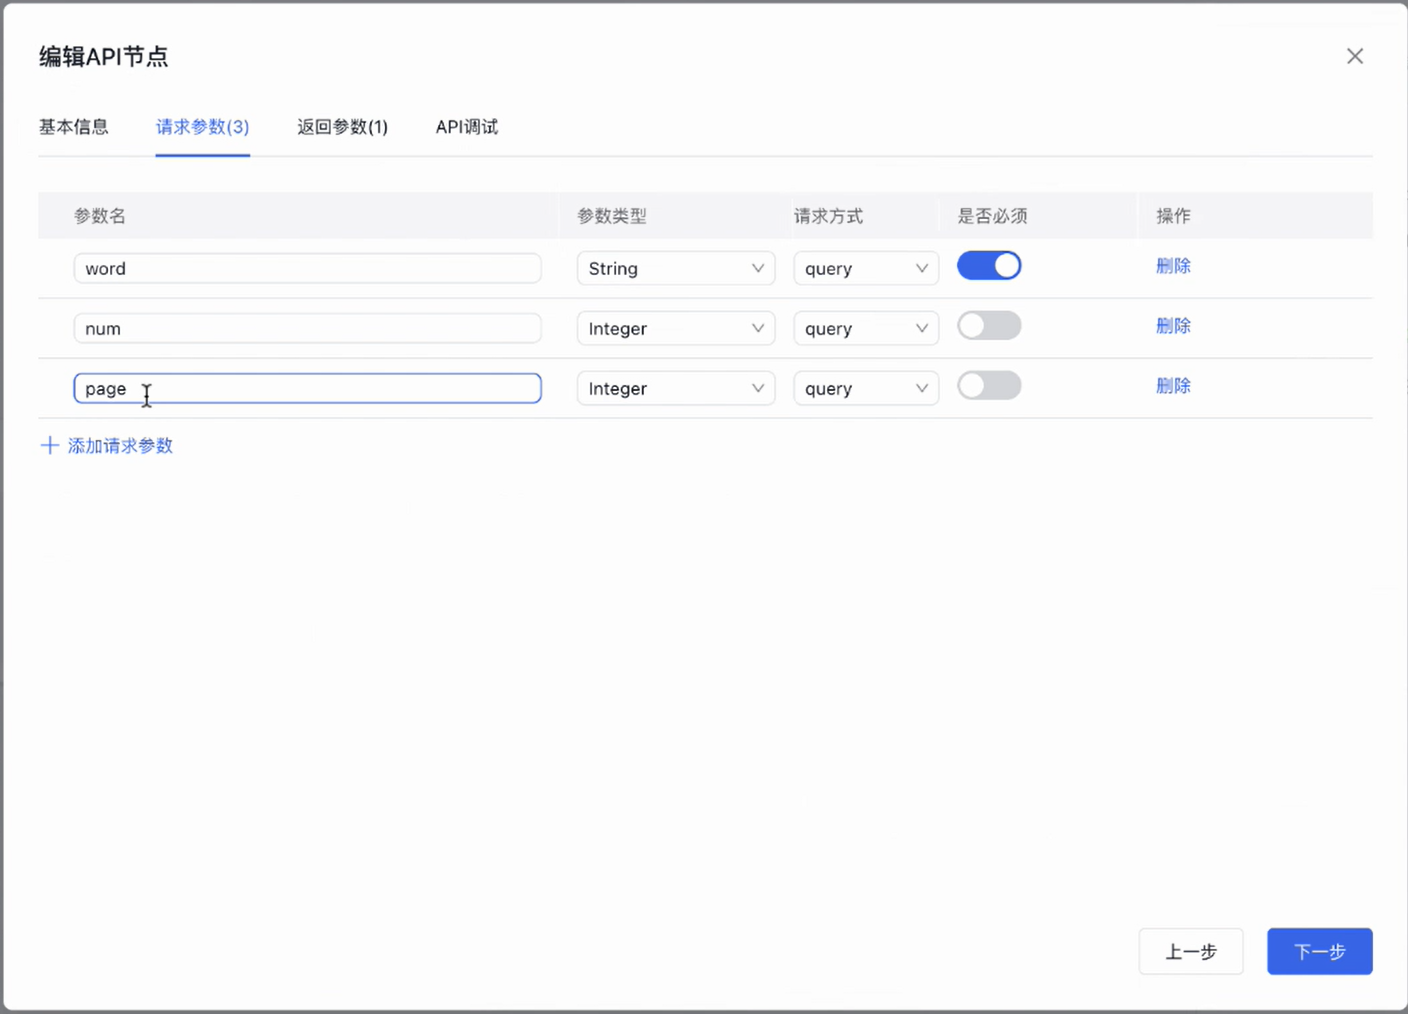 编辑API节点
基本信息 请求参数(3) 返回参数(1) API调试
参数名 参数类型 请求方式 是否必须 操作
word String query 删除
num Integer query 删除
page Integer query 删除
添加请求参数
上一步 下一步